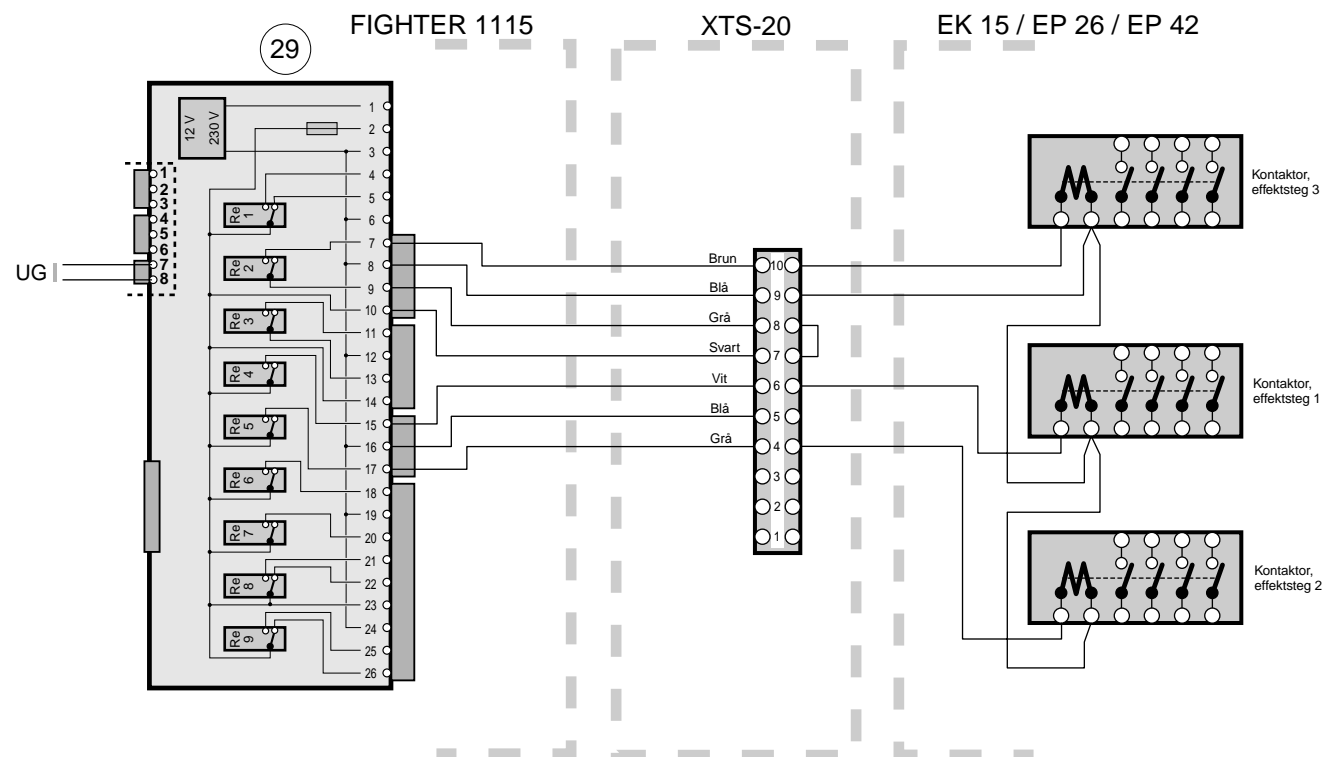 FIGHTER 1115
XTS-20
EK 15 / EP 26 / EP 42
29
12 V
230 V
1
2
3
4
5
6
7
8
9
10
11
12
13
14
15
16
17
18
19
20
21
22
23
24
25
26
1
2
3
4
5
6
7
8
UG
Re
1
Re
2
Re
3
Re
4
Re
5
Re
6
Re
7
Re
8
Re
9
Brun
Blå
Grå
Svart
Vit
Blå
Grå
10
9
8
7
6
5
4
3
2
1
Kontaktor,
effektsteg 3
Kontaktor,
effektsteg 1
Kontaktor,
effektsteg 2